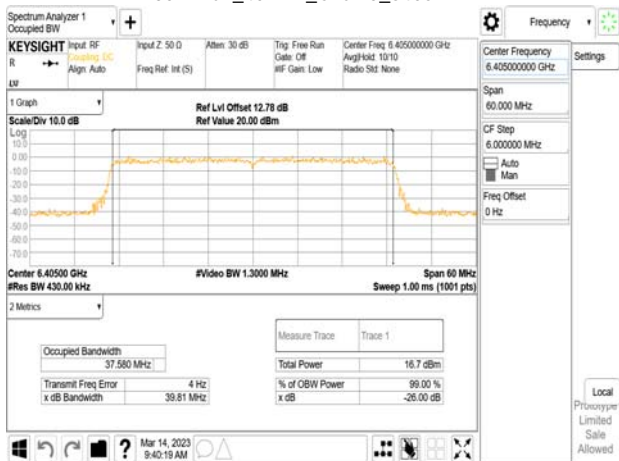 Spectrum Analyzer 1
Occupied BW
Frequency
KEYSIGHT Input: RF Input Z: 50 Ω Atten: 30 dB Trig: Free Run Center Freq: 6.405000000 GHz
R Coupling: DC Gate: Off Avg|Hold: 10/10
Align: Auto Freq Ref: Int (S) #IF Gain: Low Radio Std: None
Center Frequency
6.405000000 GHz
Settings
Span
60.000 MHz
CF Step
6.000000 MHz
Auto
Man
Freq Offset
0 Hz
1 Graph
Ref Lvl Offset 12.78 dB
Scale/Div 10.0 dB Ref Value 20.00 dBm
Log
10.0
0.00
-10.0
-20.0
-30.0
-40.0
-50.0
-60.0
-70.0
Center 6.40500 GHz #Video BW 1.3000 MHz Span 60 MHz
#Res BW 430.00 kHz Sweep 1.00 ms (1001 pts)
2 Metrics
Measure Trace Trace 1
Occupied Bandwidth
37.580 MHz
Total Power 16.7 dBm
Transmit Freq Error 4 Hz % of OBW Power 99.00 %
x dB Bandwidth 39.81 MHz x dB -26.00 dB
Local
Prototype
Limited
Sale
Allowed
Mar 14, 2023
9:40:19 AM